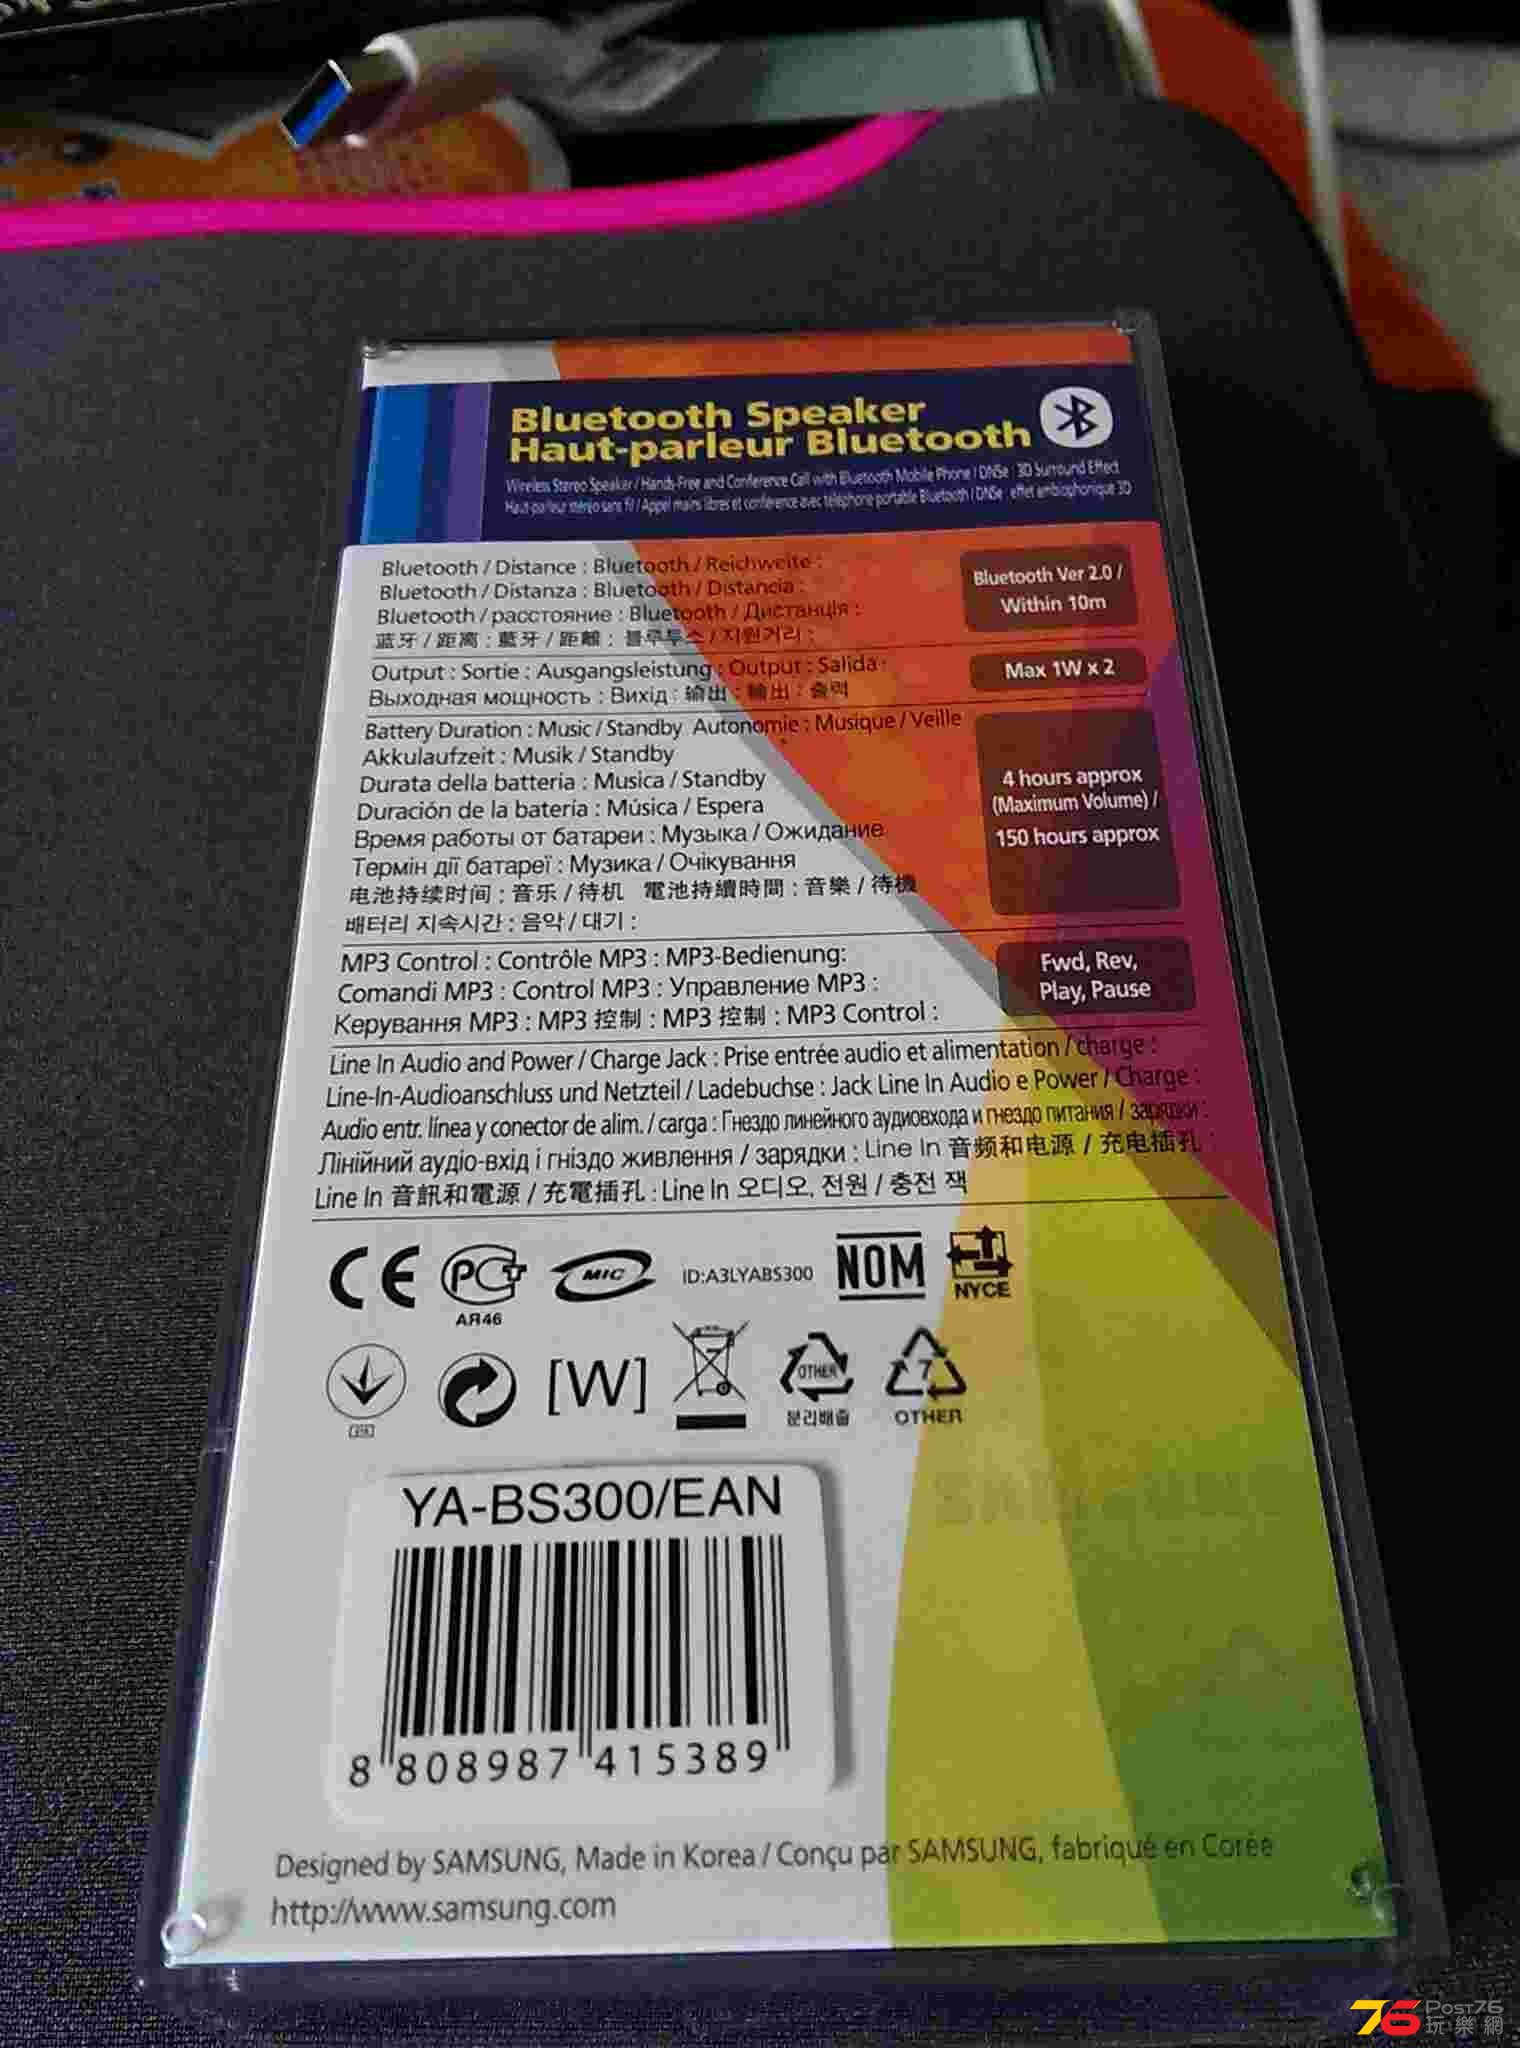 Bluetooth Speaker
Haut-parleur Bluetooth
Wireless Stereo Speaker / Hands-Free and Conference Call with Bluetooth Mobile Phone / DNSe : 3D Surround Effect
Haut-parleur stéréo sans fil / Appel mains libres et conférence avec téléphone portable Bluetooth / DNSe : effet ambiophonique 3D
Bluetooth / Distance : Bluetooth / Reichweite :
Bluetooth / Distanza : Bluetooth / Distancia :
Bluetooth / расстояние : Bluetooth / Дистанція :
蓝牙 / 距离 : 藍牙 / 距離 : 블루투스 / 지원거리 :
Bluetooth Ver 2.0 /
Within 10m
Output : Sortie : Ausgangsleistung : Output : Salida :
Выходная мощность : Вихід : 输出 : 輸出 : 출력
Max 1W x 2
Battery Duration : Music / Standby Autonomie : Musique / Veille
Akkulaufzeit : Musik / Standby
Durata della batteria : Musica / Standby
Duración de la batería : Música / Espera
Время работы от батареи : Музыка / Ожидание
Термін дії батареї : Музика / Очікування
电池持续时间 : 音乐 / 待机 電池持續時間 : 音樂 / 待機
배터리 지속시간 : 음악 / 대기 :
4 hours approx
(Maximum Volume) /
150 hours approx
MP3 Control : Contrôle MP3 : MP3-Bedienung:
Comandi MP3 : Control MP3 : Управление MP3 :
Керування MP3 : MP3 控制 : MP3 控制 : MP3 Control :
Fwd, Rev,
Play, Pause
Line In Audio and Power / Charge Jack : Prise entrée audio et alimentation / charge :
Line-In-Audioanschluss und Netzteil / Ladebuchse : Jack Line In Audio e Power / Charge :
Audio entr. línea y conector de alim. / carga : Гнездо линейного аудиовхода и гнездо питания / зарядки :
Лінійний аудіо-вхід і гніздо живлення / зарядки : Line In 音频和电源 / 充电插孔 :
Line In 音訊和電源 / 充電插孔 : Line In 오디오, 전원 / 충전 잭
CE PCT MIC ID:A3LYABS300 NOM NYCE
АЯ46
[W] OTHER 7
분리배출 OTHER
YA-BS300/EAN
8 808987 415389
Designed by SAMSUNG, Made in Korea / Conçu par SAMSUNG, fabriqué en Corée
http://www.samsung.com
76 Post76
玩樂網